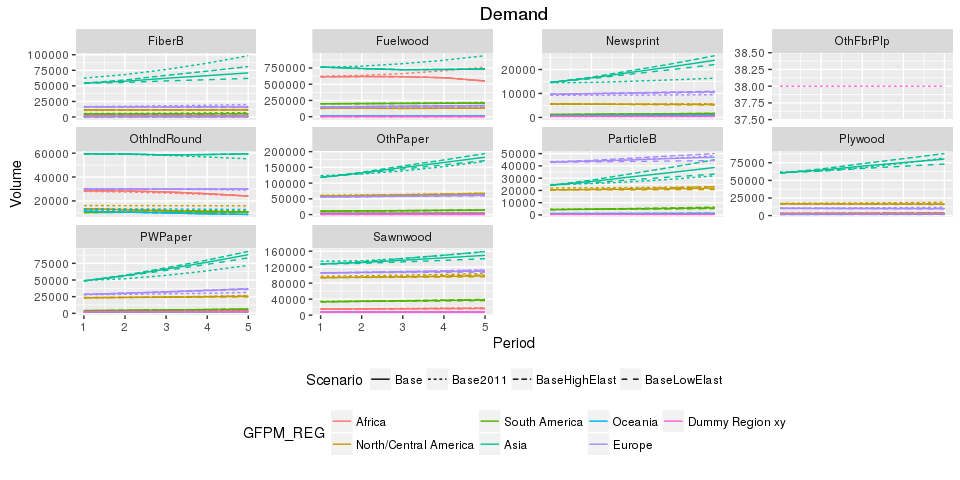 Demand
FiberB Fuelwood Newsprint OthFbrPlp
100000 75000 50000 25000 0
750000 500000 250000 0
20000 10000 0
38.50 38.25 38.00 37.75 37.50
OthIndRound OthPaper ParticleB Plywood
60000 40000 20000
200000 150000 100000 50000 0
50000 40000 30000 20000 10000 0
75000 50000 25000 0
PWPaper Sawnwood
75000 50000 25000 0
160000 120000 80000 40000 0
1 2 3 4 5 1 2 3 4 5
Volume
Period
Scenario Base Base2011 BaseHighElast BaseLowElast
GFPM_REG
Africa South America Oceania Dummy Region xy
North/Central America Asia Europe